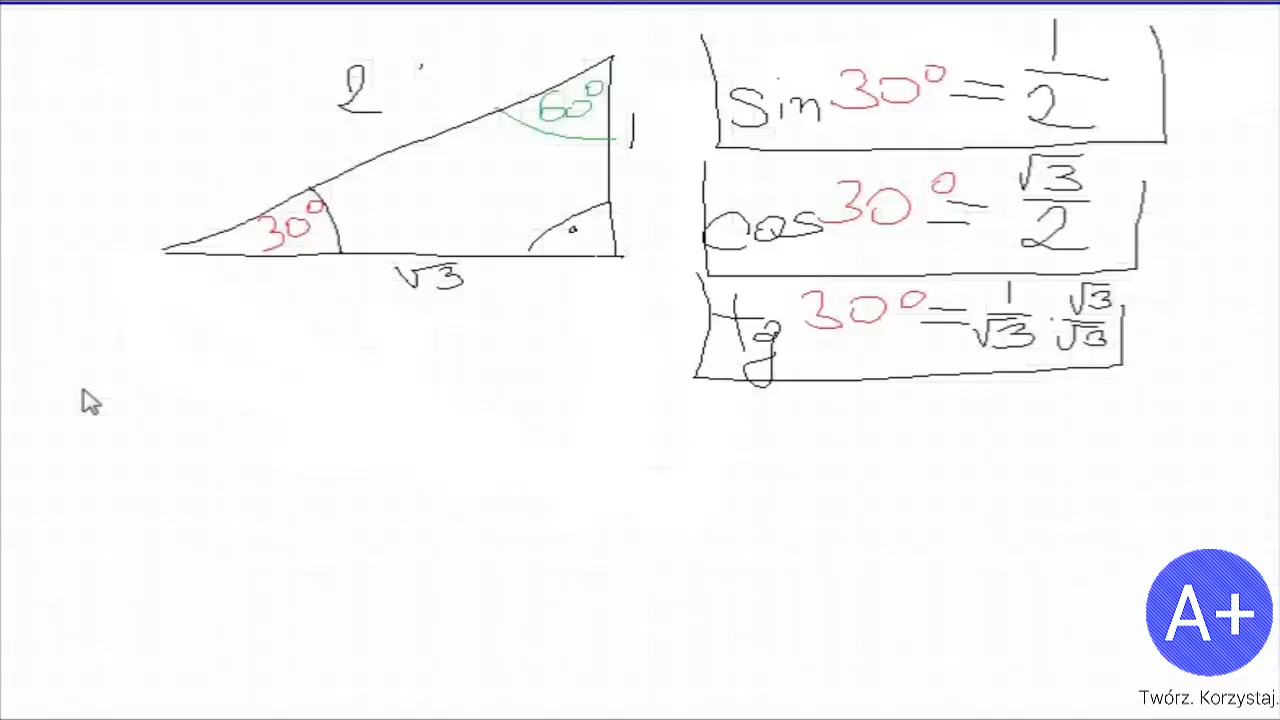 2
60°
1
30°
√3
sin 30° = 1/2
cos 30° = √3/2
tg 30° = 1/√3 · √3/√3
A+
Twórz. Korzystaj.